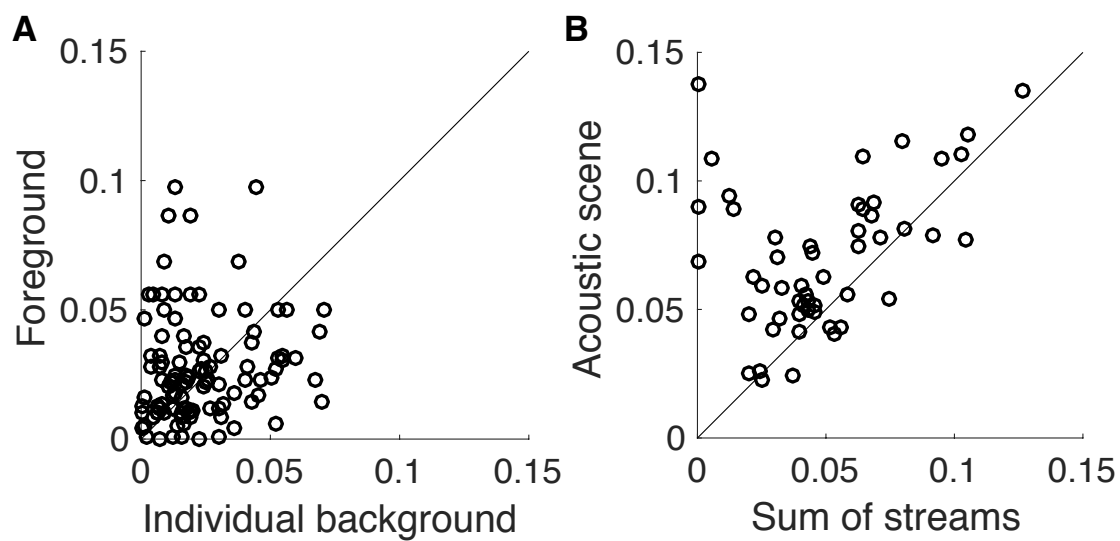 A
0.15
0.1
0.05
0
Foreground
0 0.05 0.1 0.15
Individual background
B
0.15
0.1
0.05
0
Acoustic scene
0 0.05 0.1 0.15
Sum of streams